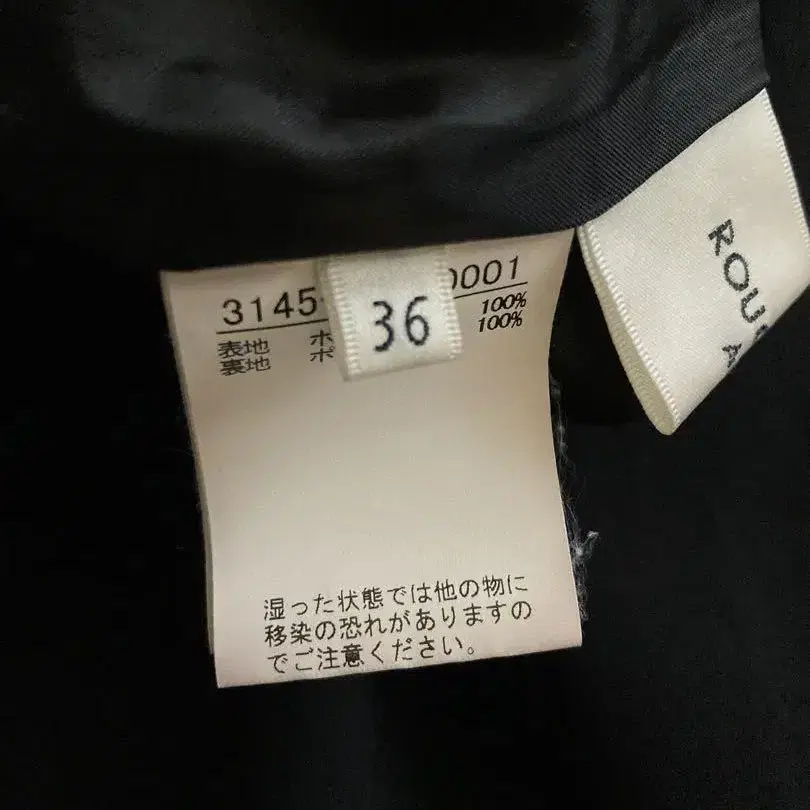 3145
0001
36
表地 ポ 100%
裏地 ポ 100%
湿った状態では他の物に
移染の恐れがありますの
でご注意ください。
ROU
A